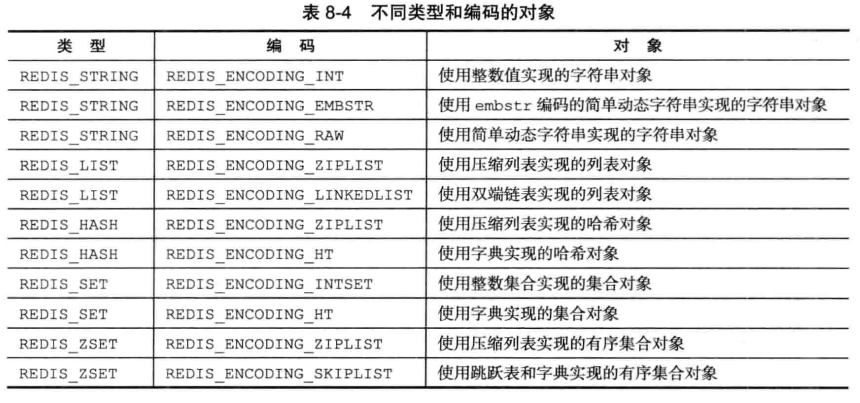 表 8-4 不同类型和编码的对象
类 型 编 码 对 象
REDIS_STRING REDIS_ENCODING_INT 使用整数值实现的字符串对象
REDIS_STRING REDIS_ENCODING_EMBSTR 使用 embstr 编码的简单动态字符串实现的字符串对象
REDIS_STRING REDIS_ENCODING_RAW 使用简单动态字符串实现的字符串对象
REDIS_LIST REDIS_ENCODING_ZIPLIST 使用压缩列表实现的列表对象
REDIS_LIST REDIS_ENCODING_LINKEDLIST 使用双端链表实现的列表对象
REDIS_HASH REDIS_ENCODING_ZIPLIST 使用压缩列表实现的哈希对象
REDIS_HASH REDIS_ENCODING_HT 使用字典实现的哈希对象
REDIS_SET REDIS_ENCODING_INTSET 使用整数集合实现的集合对象
REDIS_SET REDIS_ENCODING_HT 使用字典实现的集合对象
REDIS_ZSET REDIS_ENCODING_ZIPLIST 使用压缩列表实现的有序集合对象
REDIS_ZSET REDIS_ENCODING_SKIPLIST 使用跳跃表和字典实现的有序集合对象